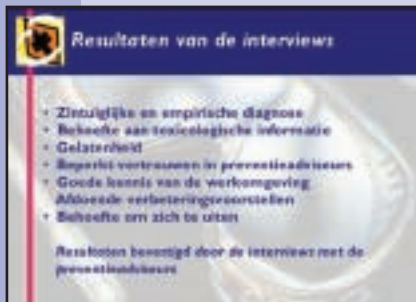 Resultaten van de interviews
• Zintuiglijke en empirische diagnose
• Behoefte aan toxicologische informatie
• Gelatenheid
• Beperkt vertrouwen in preventieadviseurs
• Goede kennis van de werkomgeving
Afdoende verbeteringsvoorstellen
• Behoefte om zich te uiten
Resultaten bevestigd door de interviews met de
preventieadviseurs